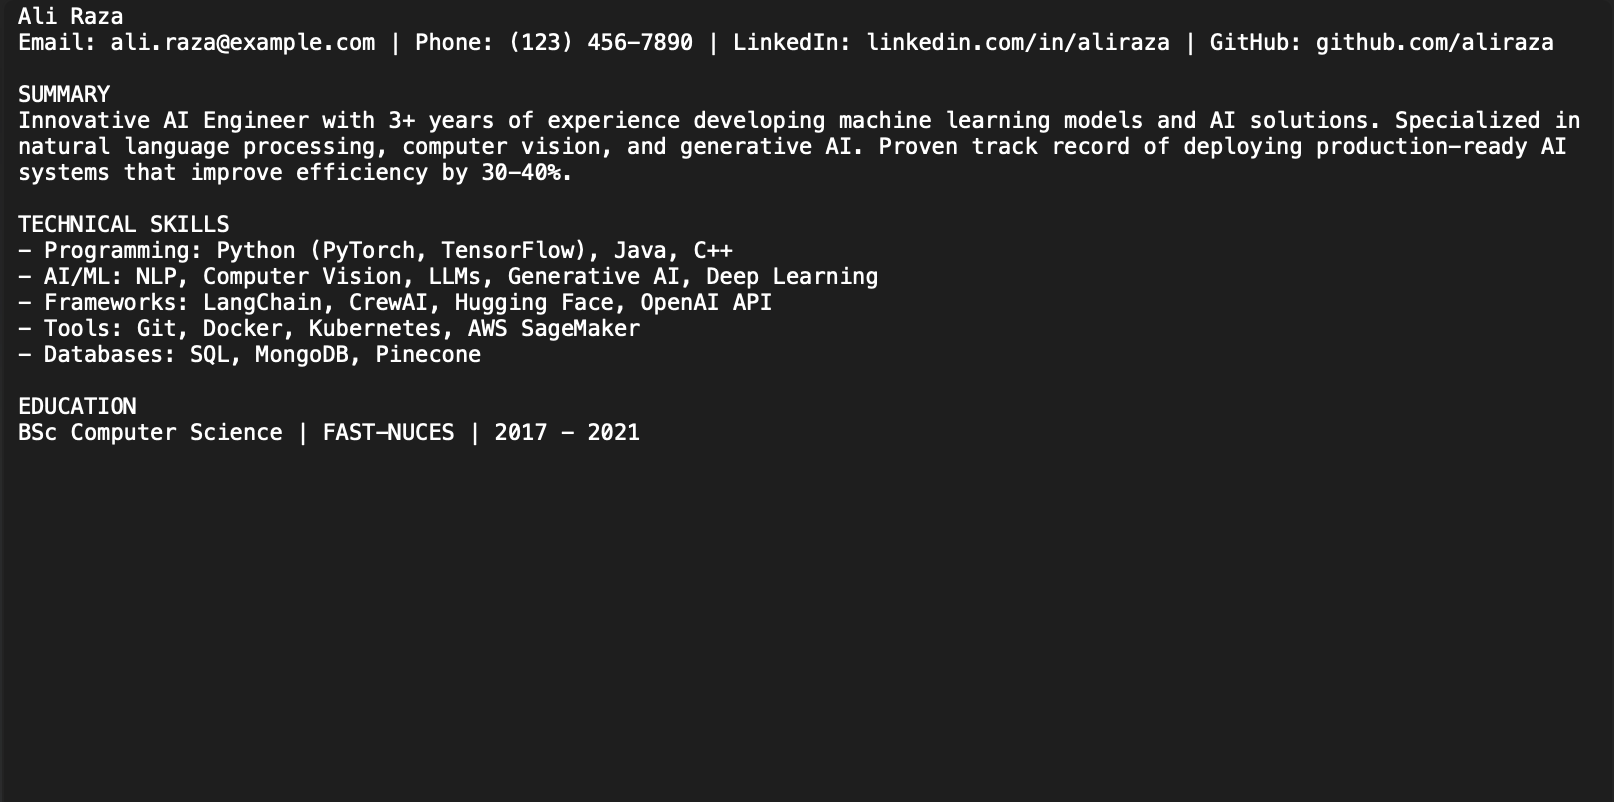 Ali Raza
Email: ali.raza@example.com | Phone: (123) 456-7890 | LinkedIn: linkedin.com/in/aliraza | GitHub: github.com/aliraza
SUMMARY
Innovative AI Engineer with 3+ years of experience developing machine learning models and AI solutions. Specialized in
natural language processing, computer vision, and generative AI. Proven track record of deploying production-ready AI
systems that improve efficiency by 30-40%.
TECHNICAL SKILLS
- Programming: Python (PyTorch, TensorFlow), Java, C++
- AI/ML: NLP, Computer Vision, LLMs, Generative AI, Deep Learning
- Frameworks: LangChain, CrewAI, Hugging Face, OpenAI API
- Tools: Git, Docker, Kubernetes, AWS SageMaker
- Databases: SQL, MongoDB, Pinecone
EDUCATION
BSc Computer Science | FAST-NUCES | 2017 - 2021